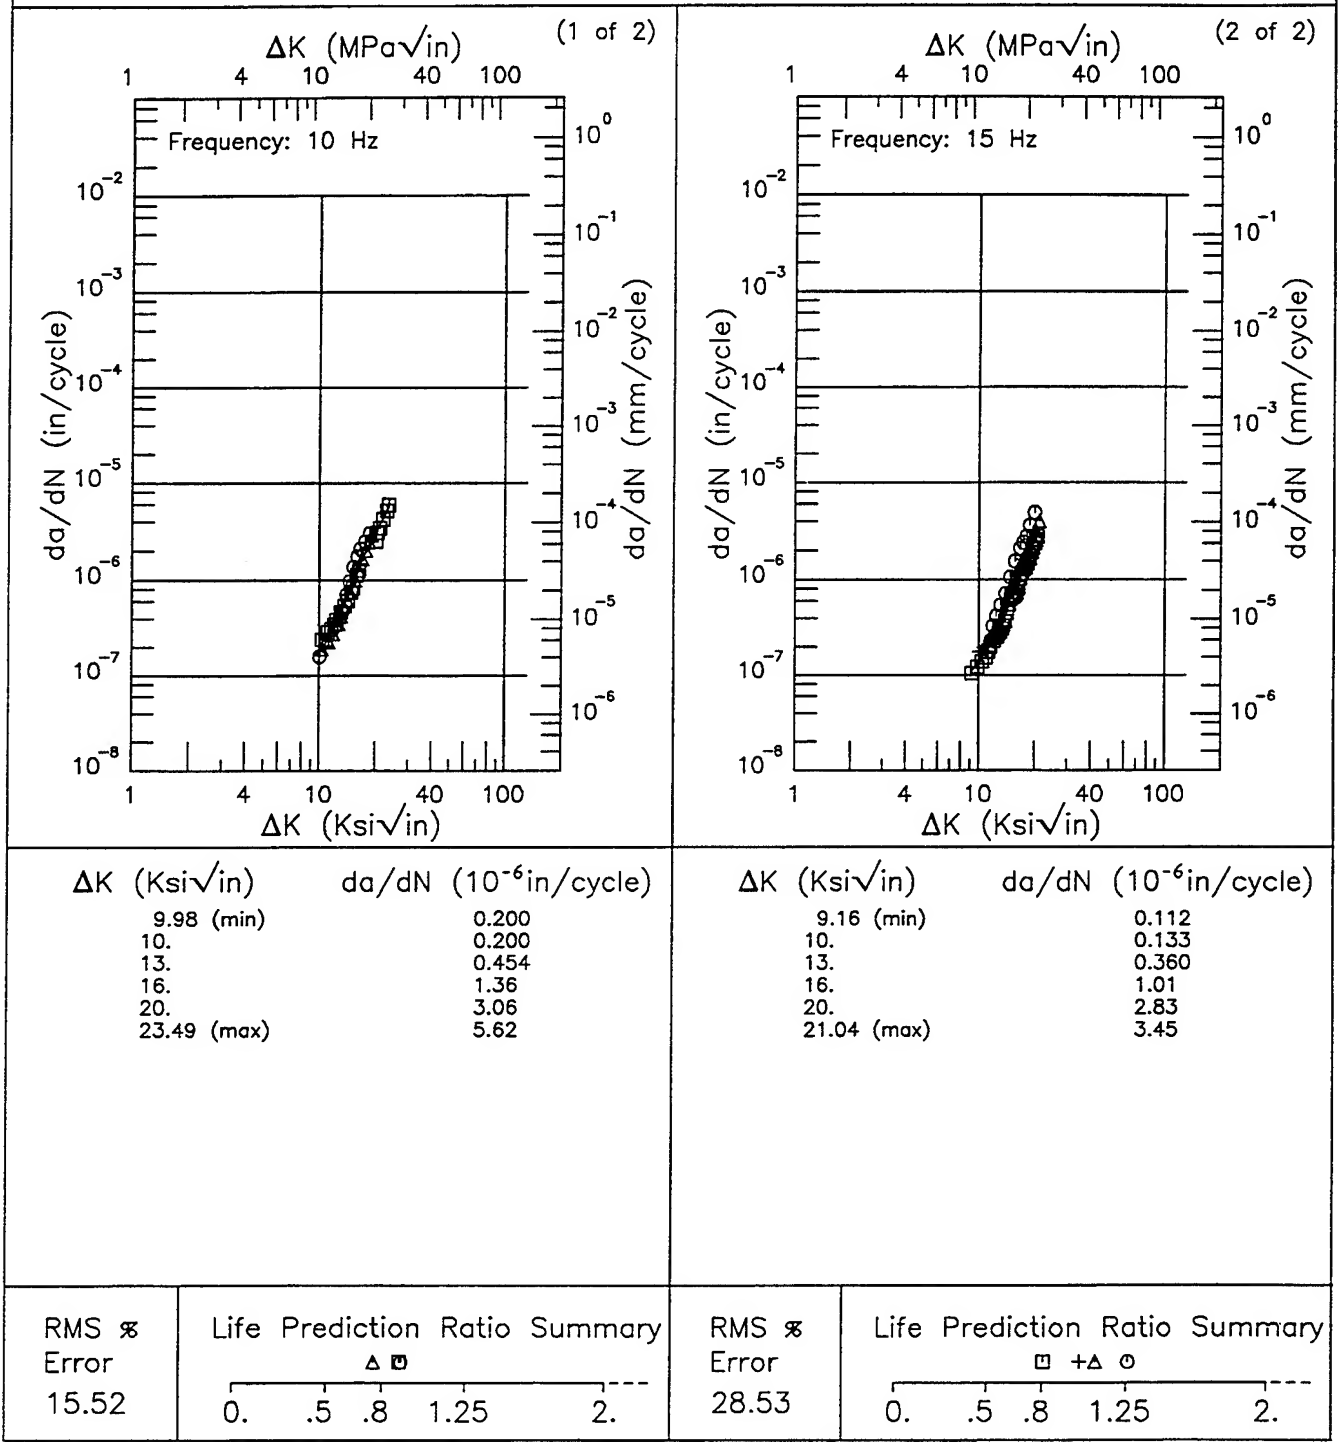 (1 of 2)
ΔK (MPa√in)
1 4 10 40 100
Frequency: 10 Hz
da/dN (in/cycle)
10⁻²
10⁻³
10⁻⁴
10⁻⁵
10⁻⁶
10⁻⁷
10⁻⁸
10⁰
10⁻¹
10⁻²
10⁻³
10⁻⁴
10⁻⁵
10⁻⁶
da/dN (mm/cycle)
1 4 10 40 100
ΔK (Ksi√in)
ΔK (Ksi√in) da/dN (10⁻⁶in/cycle)
9.98 (min) 0.200
10. 0.200
13. 0.454
16. 1.36
20. 3.06
23.49 (max) 5.62
RMS %
Error
15.52
Life Prediction Ratio Summary
0. .5 .8 1.25 2.
(2 of 2)
ΔK (MPa√in)
1 4 10 40 100
Frequency: 15 Hz
da/dN (in/cycle)
10⁻²
10⁻³
10⁻⁴
10⁻⁵
10⁻⁶
10⁻⁷
10⁻⁸
10⁰
10⁻¹
10⁻²
10⁻³
10⁻⁴
10⁻⁵
10⁻⁶
da/dN (mm/cycle)
1 4 10 40 100
ΔK (Ksi√in)
ΔK (Ksi√in) da/dN (10⁻⁶in/cycle)
9.16 (min) 0.112
10. 0.133
13. 0.360
16. 1.01
20. 2.83
21.04 (max) 3.45
RMS %
Error
28.53
Life Prediction Ratio Summary
0. .5 .8 1.25 2.